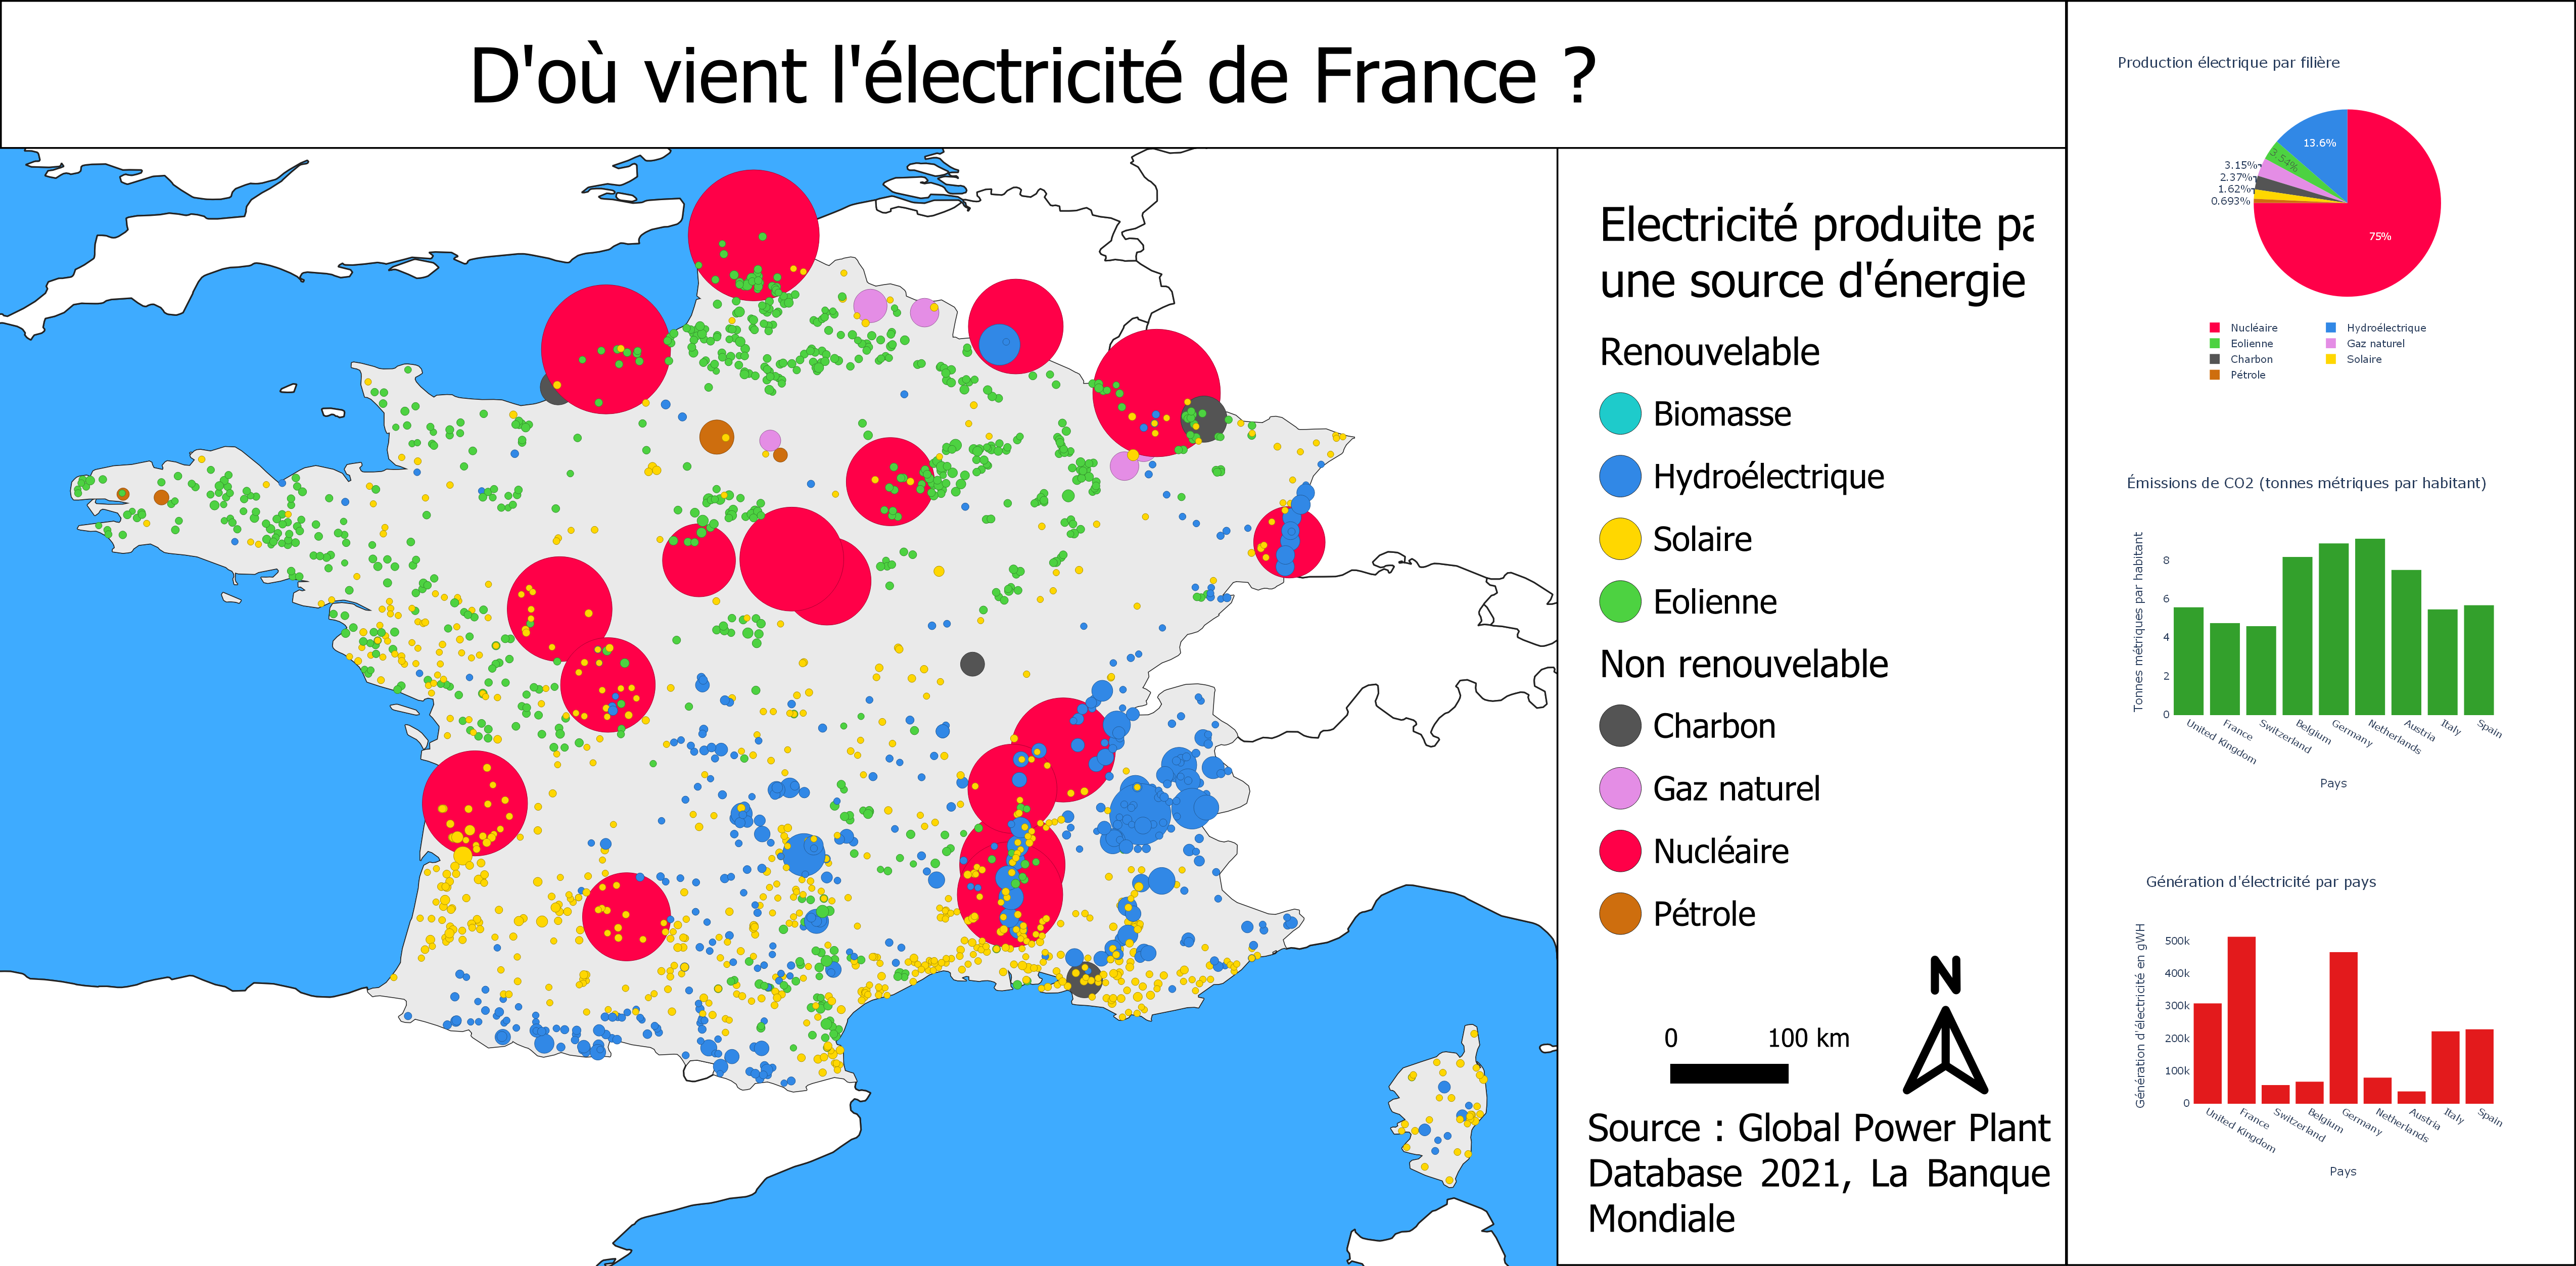 D'où vient l'électricité de France ?
Electricité produite pa
une source d'énergie
Renouvelable
Biomasse
Hydroélectrique
Solaire
Eolienne
Non renouvelable
Charbon
Gaz naturel
Nucléaire
Pétrole
N
0 100 km
Source : Global Power Plant
Database 2021, La Banque
Mondiale
Production électrique par filière
13.6%
3.54%
3.15%
2.37%
1.62%
0.693%
75%
Nucléaire Hydroélectrique
Eolienne Gaz naturel
Charbon Solaire
Pétrole
Émissions de CO2 (tonnes métriques par habitant)
Tonnes métriques par habitant
8
6
4
2
0
United Kingdom France Switzerland Belgium Germany Netherlands Austria Italy Spain
Pays
Génération d'électricité par pays
Génération d'électricité en gWH
500k
400k
300k
200k
100k
0
United Kingdom France Switzerland Belgium Germany Netherlands Austria Italy Spain
Pays